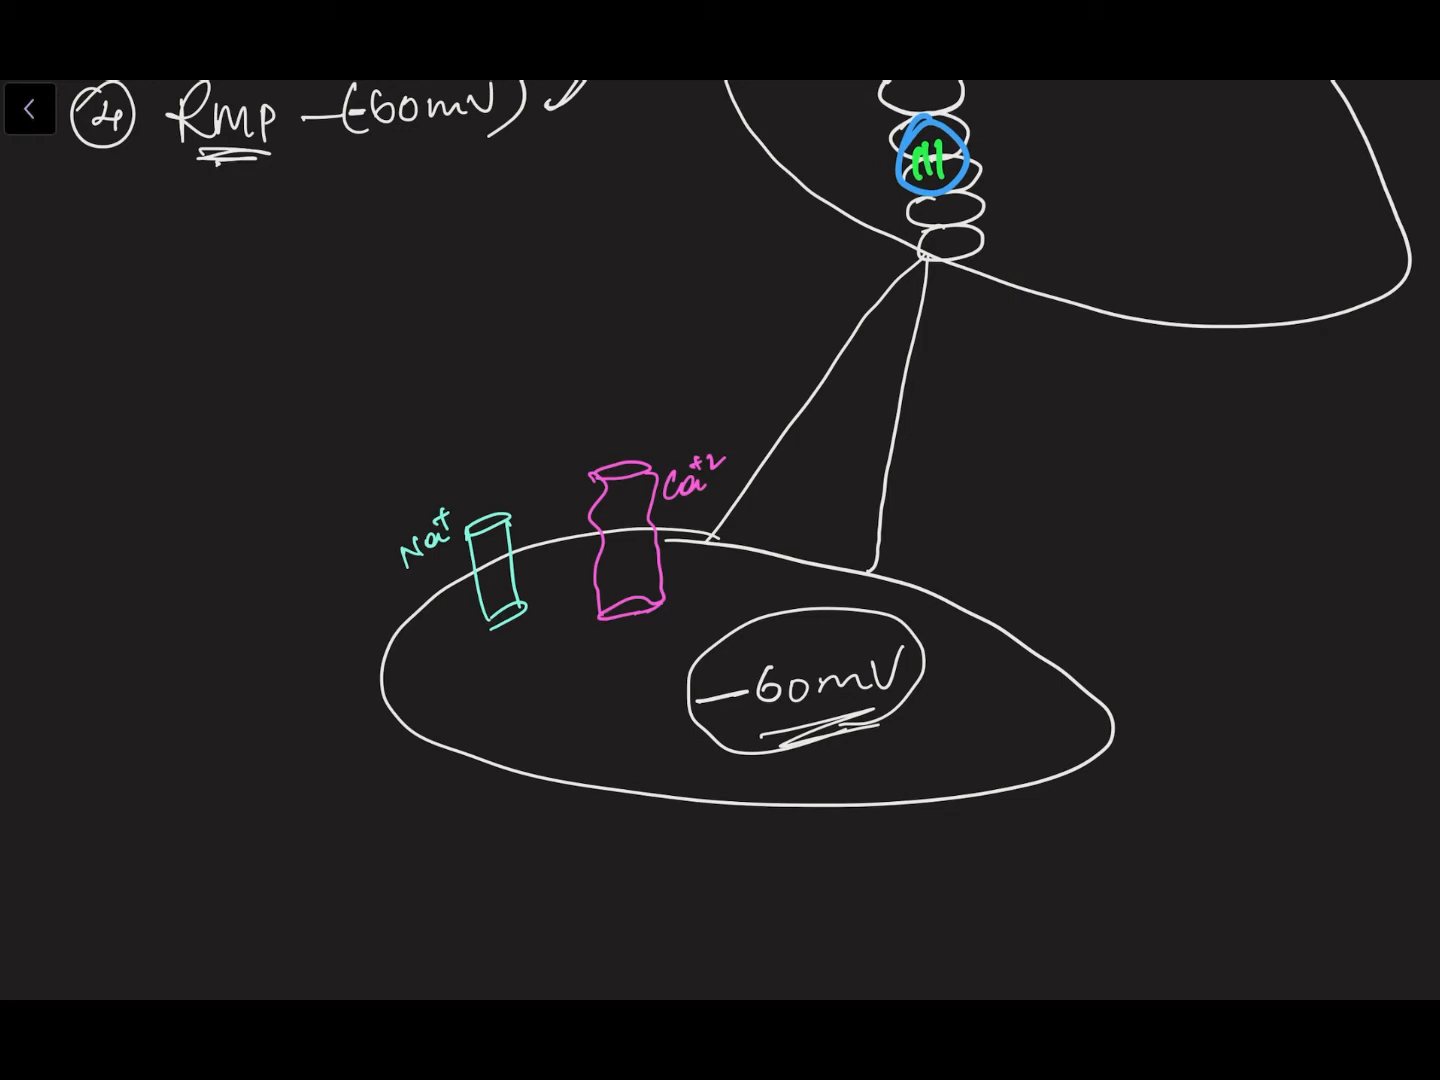 ④ RMP —(-60mV) ✓
Ca⁺²
Na⁺
—60mV